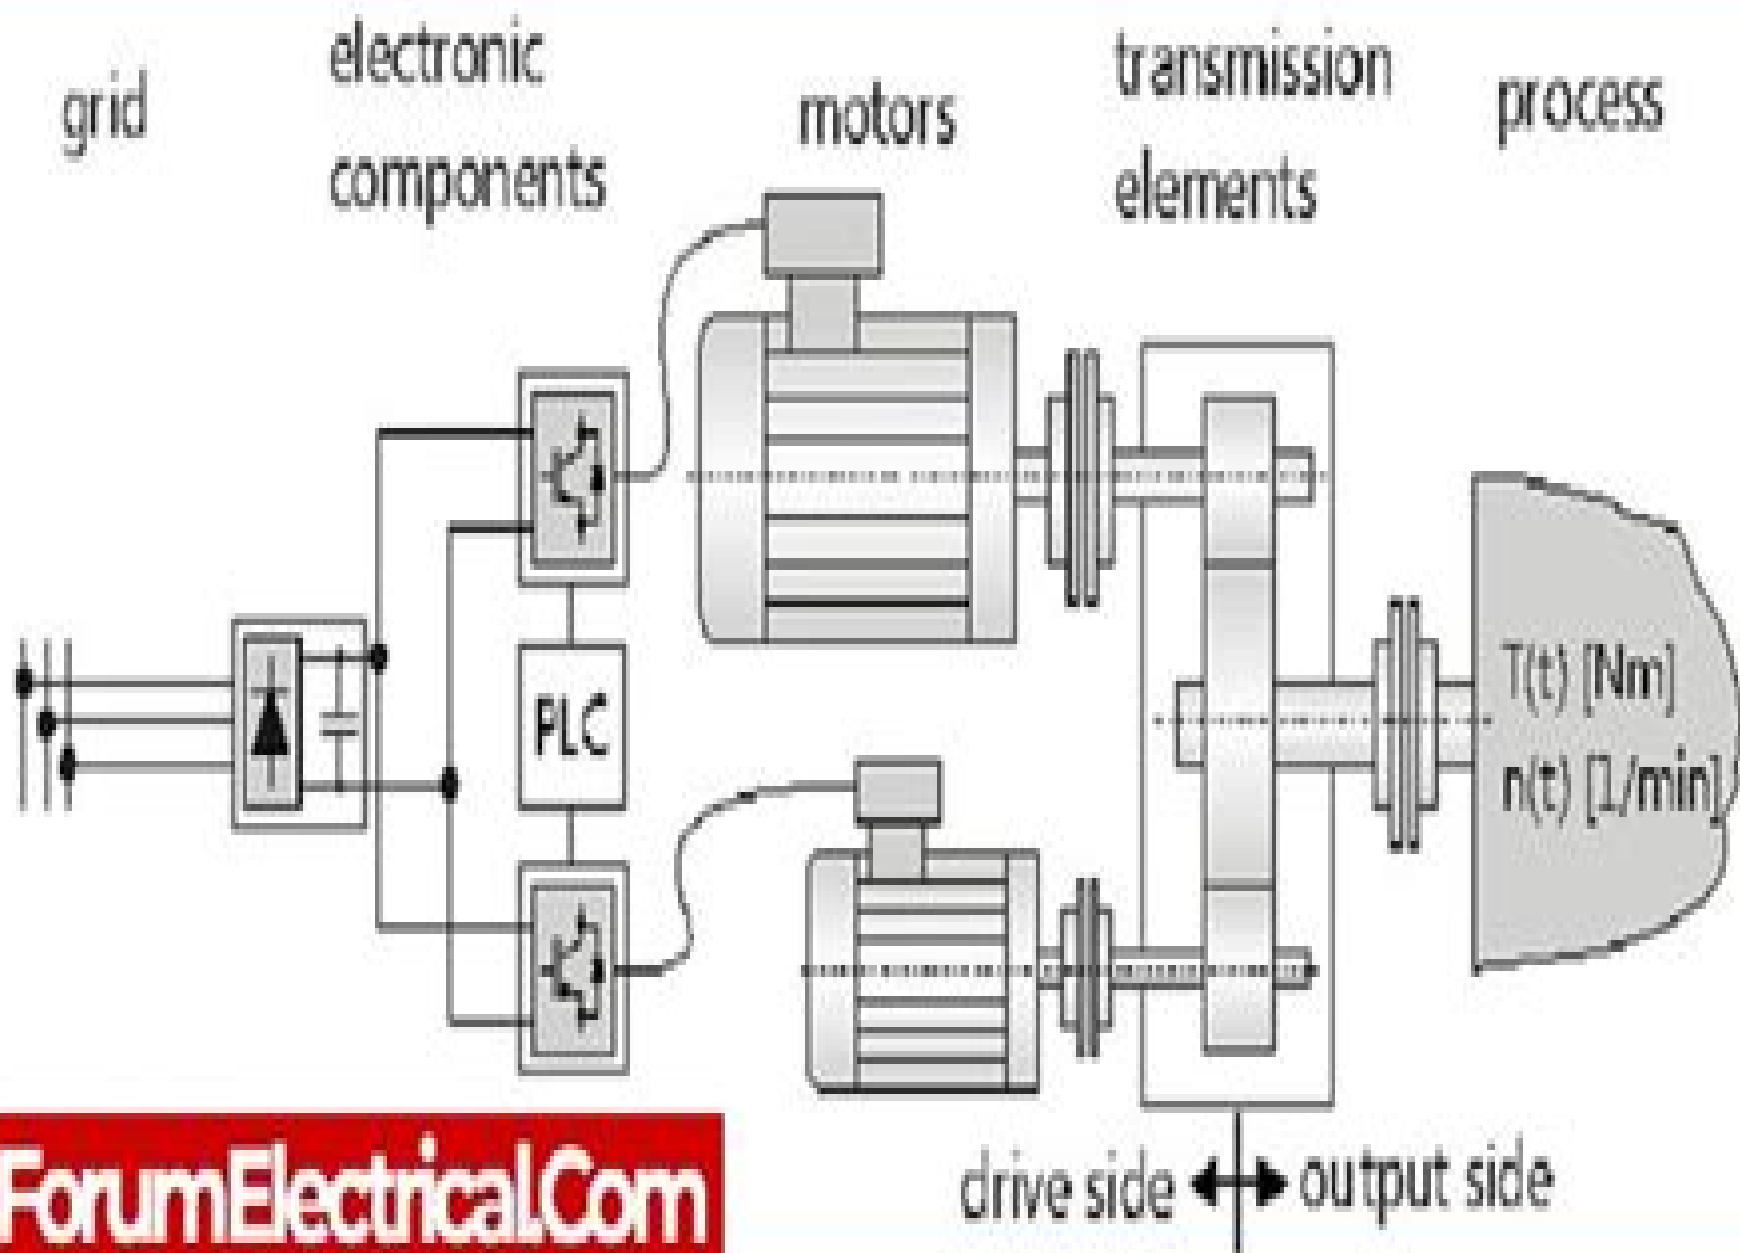 grid
electronic
components
motors
transmission
elements
process
PLC
T(t) [Nm]
n(t) [1/min]
drive side
output side
ForumElectrical.Com